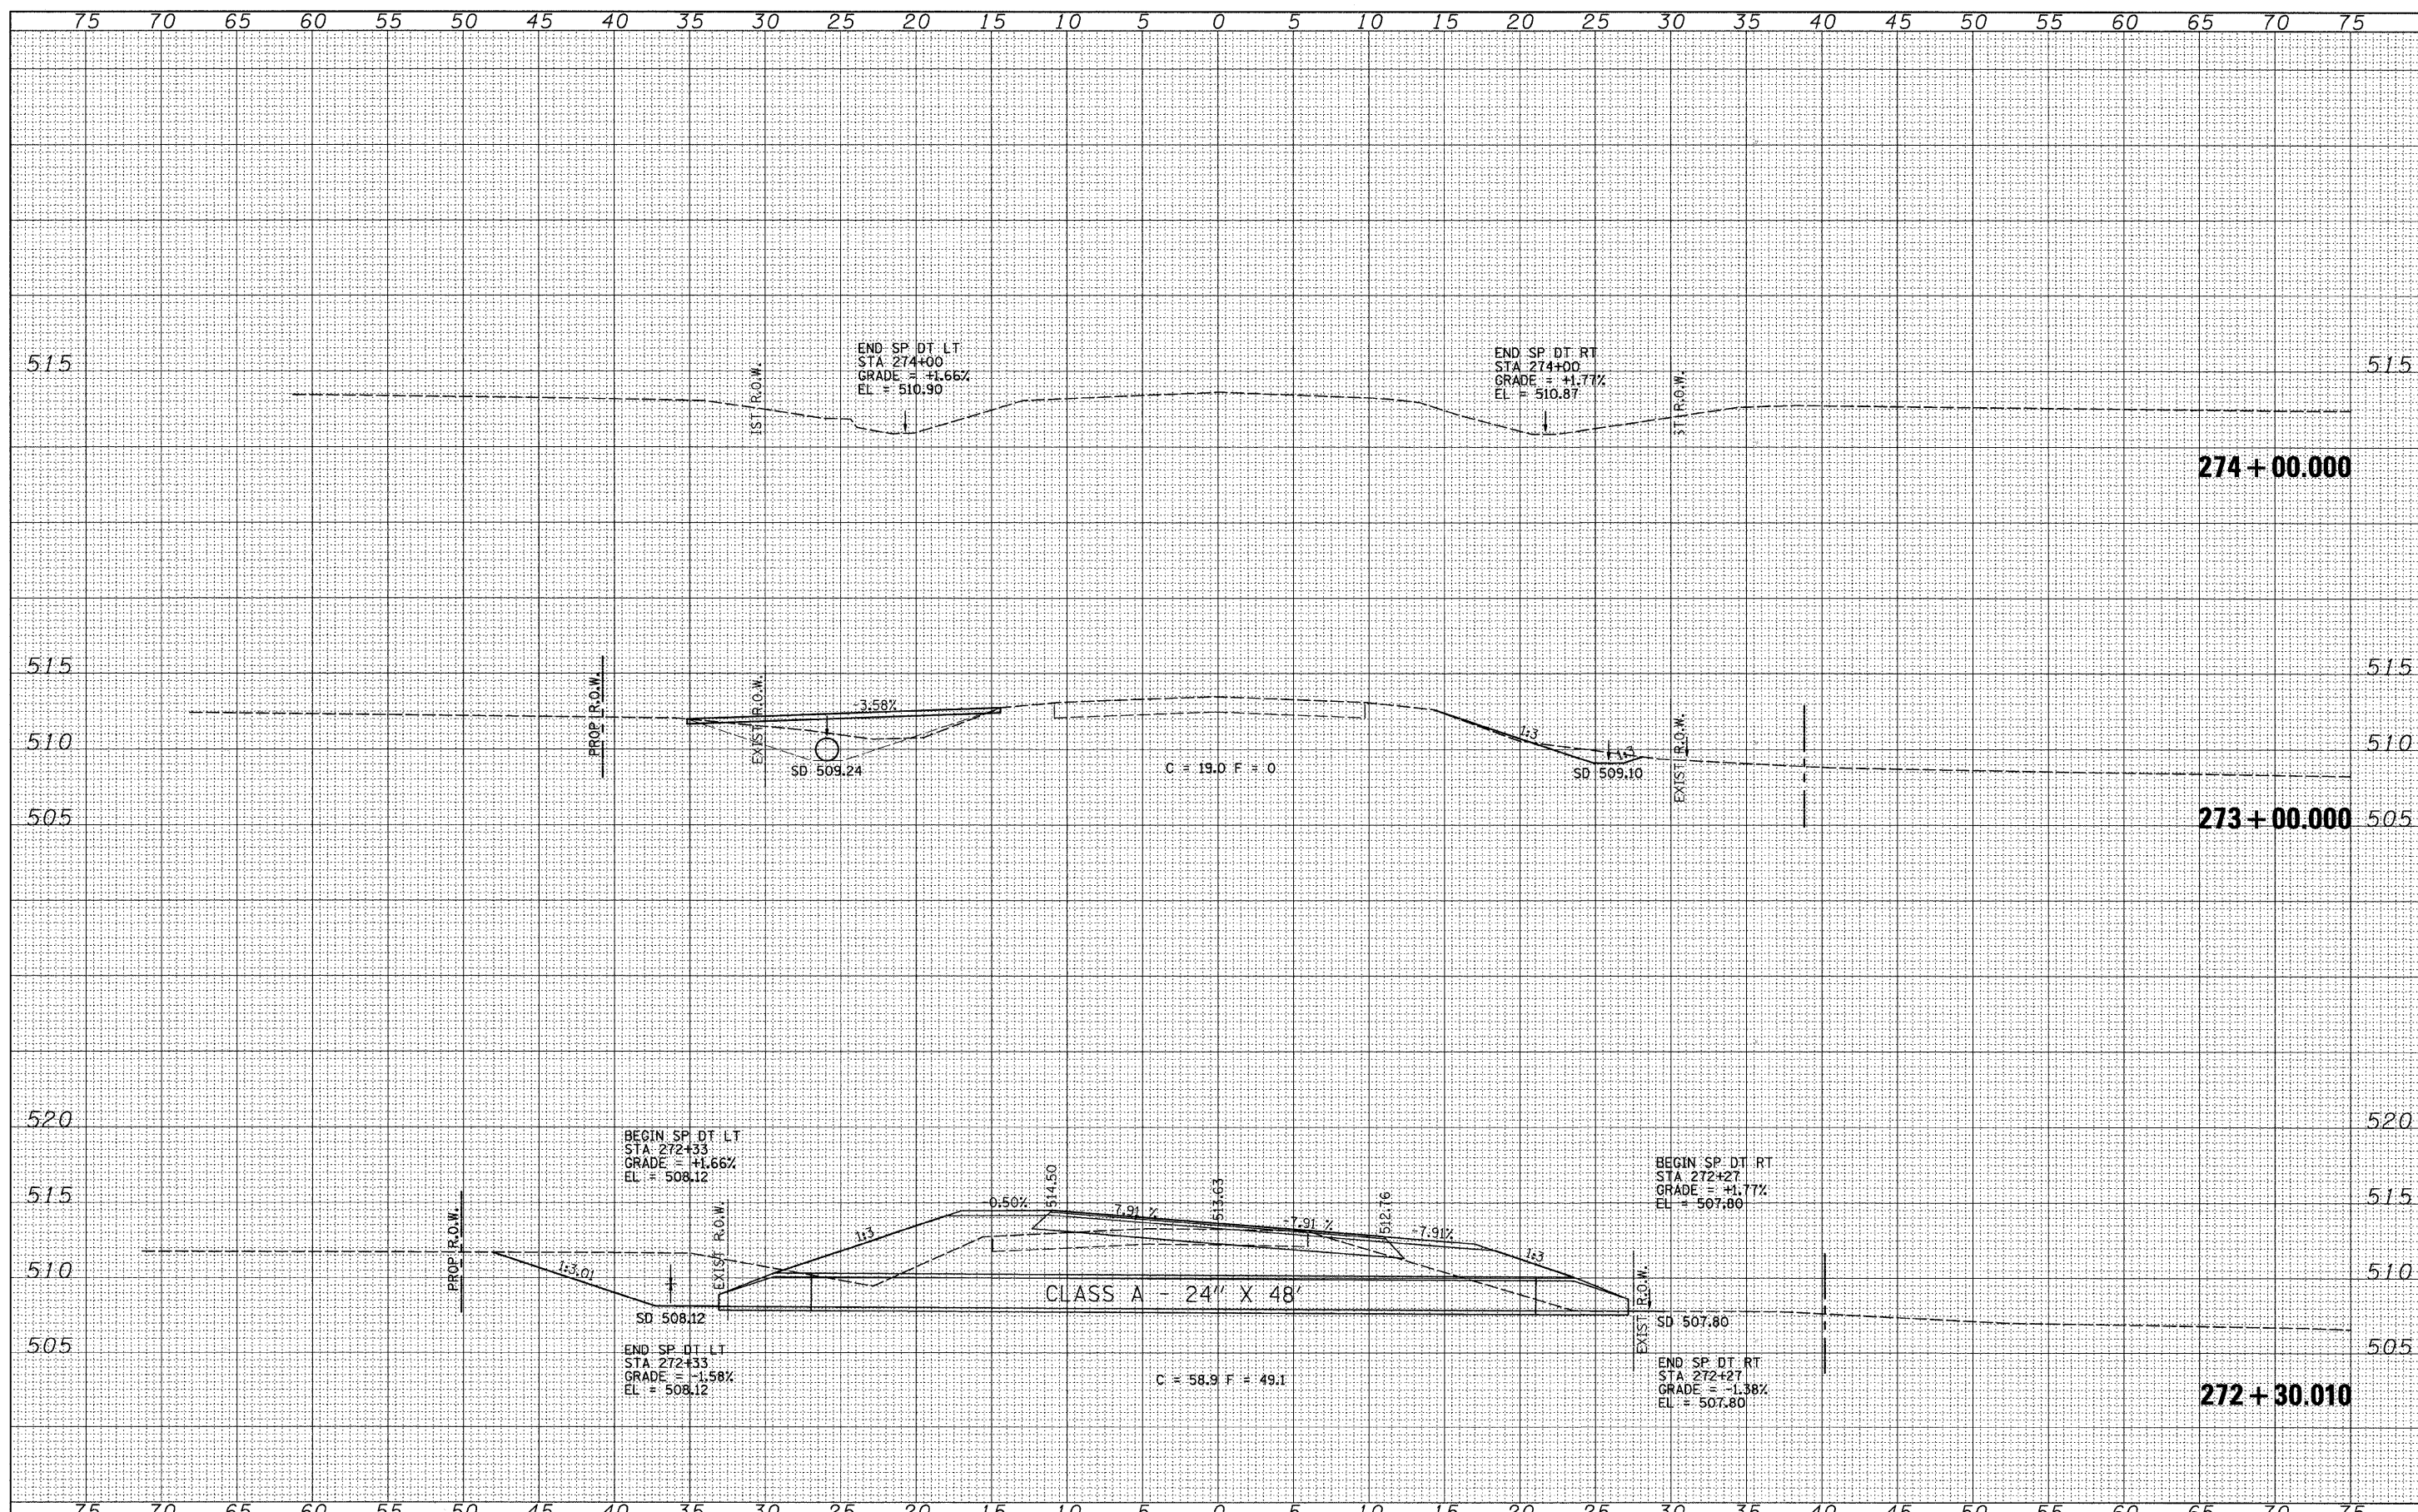 75 70 65 60 55 50 45 40 35 30 25 20 15 10 5 0 5 10 15 20 25 30 35 40 45 50 55 60 65 70 75
END SP DT LT
STA 274+00
GRADE = +1.66%
EL = 510.90
END SP DT RT
STA 274+00
GRADE = +1.77%
EL = 510.87
515
515
IST R.O.W.
ST R.O.W.
274+00.000
515
515
PROP R.O.W.
EXIST R.O.W.
-3.58%
1:3
1:3
EXIST R.O.W.
510
510
SD 509.24
C = 19.0 F = 0
SD 509.10
505
273+00.000
505
520
520
BEGIN SP DT LT
STA 272+33
GRADE = +1.66%
EL = 508.12
BEGIN SP DT RT
STA 272+27
GRADE = +1.77%
EL = 507.80
515
515
PROP R.O.W.
EXIST R.O.W.
-0.50%
514.50
7.91 %
513.63
-7.91 %
512.76
-7.91%
1:3
1:3
510
510
1:3.01
CLASS A - 24" X 48'
EXIST R.O.W.
SD 508.12
SD 507.80
505
505
END SP DT LT
STA 272+33
GRADE = -1.58%
EL = 508.12
C = 58.9 F = 49.1
END SP DT RT
STA 272+27
GRADE = -1.38%
EL = 507.80
272+30.010
75 70 65 60 55 50 45 40 35 30 25 20 15 10 5 0 5 10 15 20 25 30 35 40 45 50 55 60 65 70 75